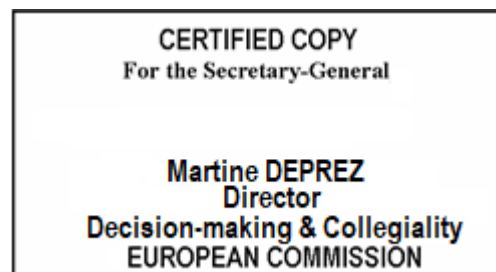 CERTIFIED COPY
For the Secretary-General
Martine DEPREZ
Director
Decision-making & Collegiality
EUROPEAN COMMISSION